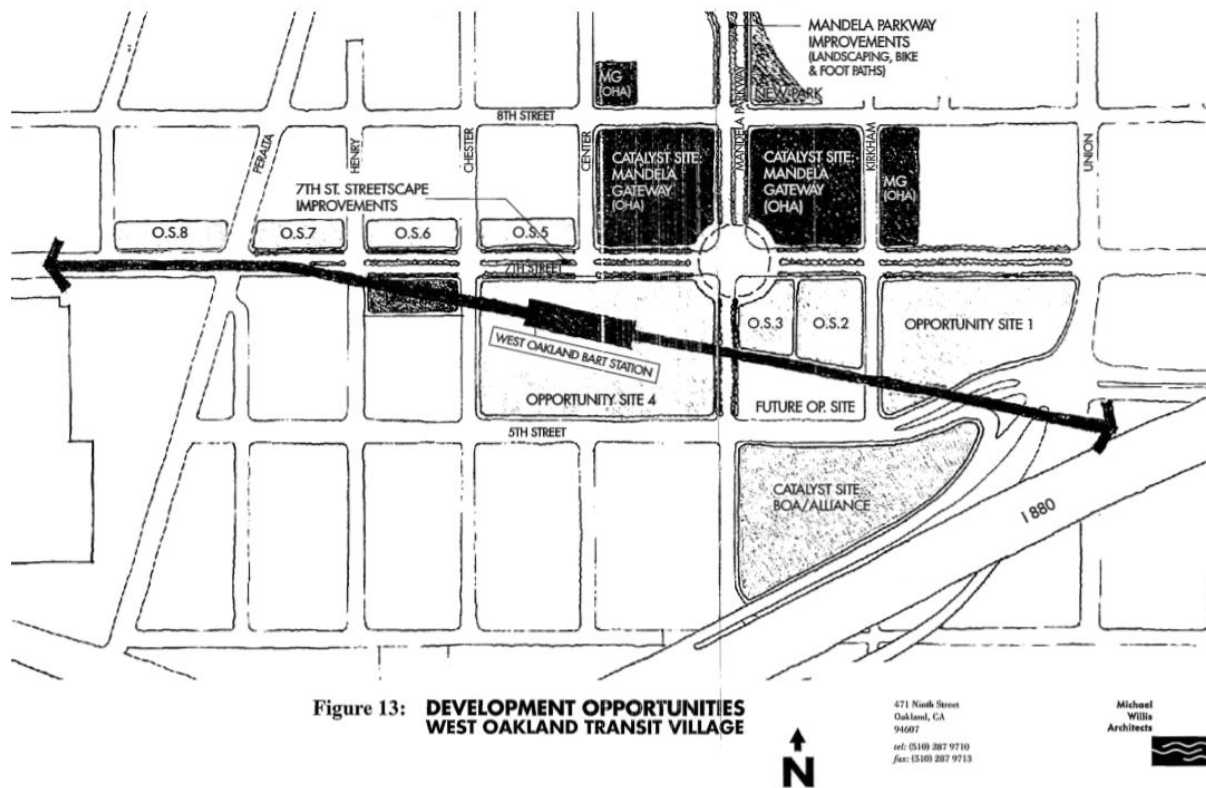 MANDELA PARKWAY
IMPROVEMENTS
(LANDSCAPING, BIKE
& FOOT PATHS)
MG
(OHA)
NEW PARK
8TH STREET
PERALTA
HENRY
CHESTER
CENTER
MANDELA PARKWAY
KIRKHAM
UNION
CATALYST SITE:
MANDELA
GATEWAY
(OHA)
CATALYST SITE:
MANDELA
GATEWAY
(OHA)
MG
(OHA)
7TH ST. STREETSCAPE
IMPROVEMENTS
O.S.8
O.S.7
O.S.6
O.S.5
7TH STREET
O.S.3
O.S.2
OPPORTUNITY SITE 1
WEST OAKLAND BART STATION
OPPORTUNITY SITE 4
FUTURE OP. SITE
5TH STREET
CATALYST SITE:
BOA/ALLIANCE
I 880
Figure 13: DEVELOPMENT OPPORTUNITIES
WEST OAKLAND TRANSIT VILLAGE
N
471 Ninth Street
Oakland, CA
94607
tel: (510) 287 9710
fax: (510) 287 9713
Michael
Willis
Architects